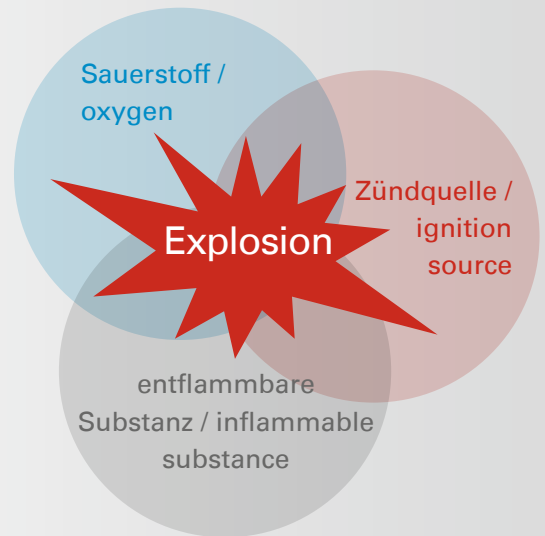 Sauerstoff /
oxygen
Zündquelle /
ignition
source
Explosion
entflammbare
Substanz / inflammable
substance